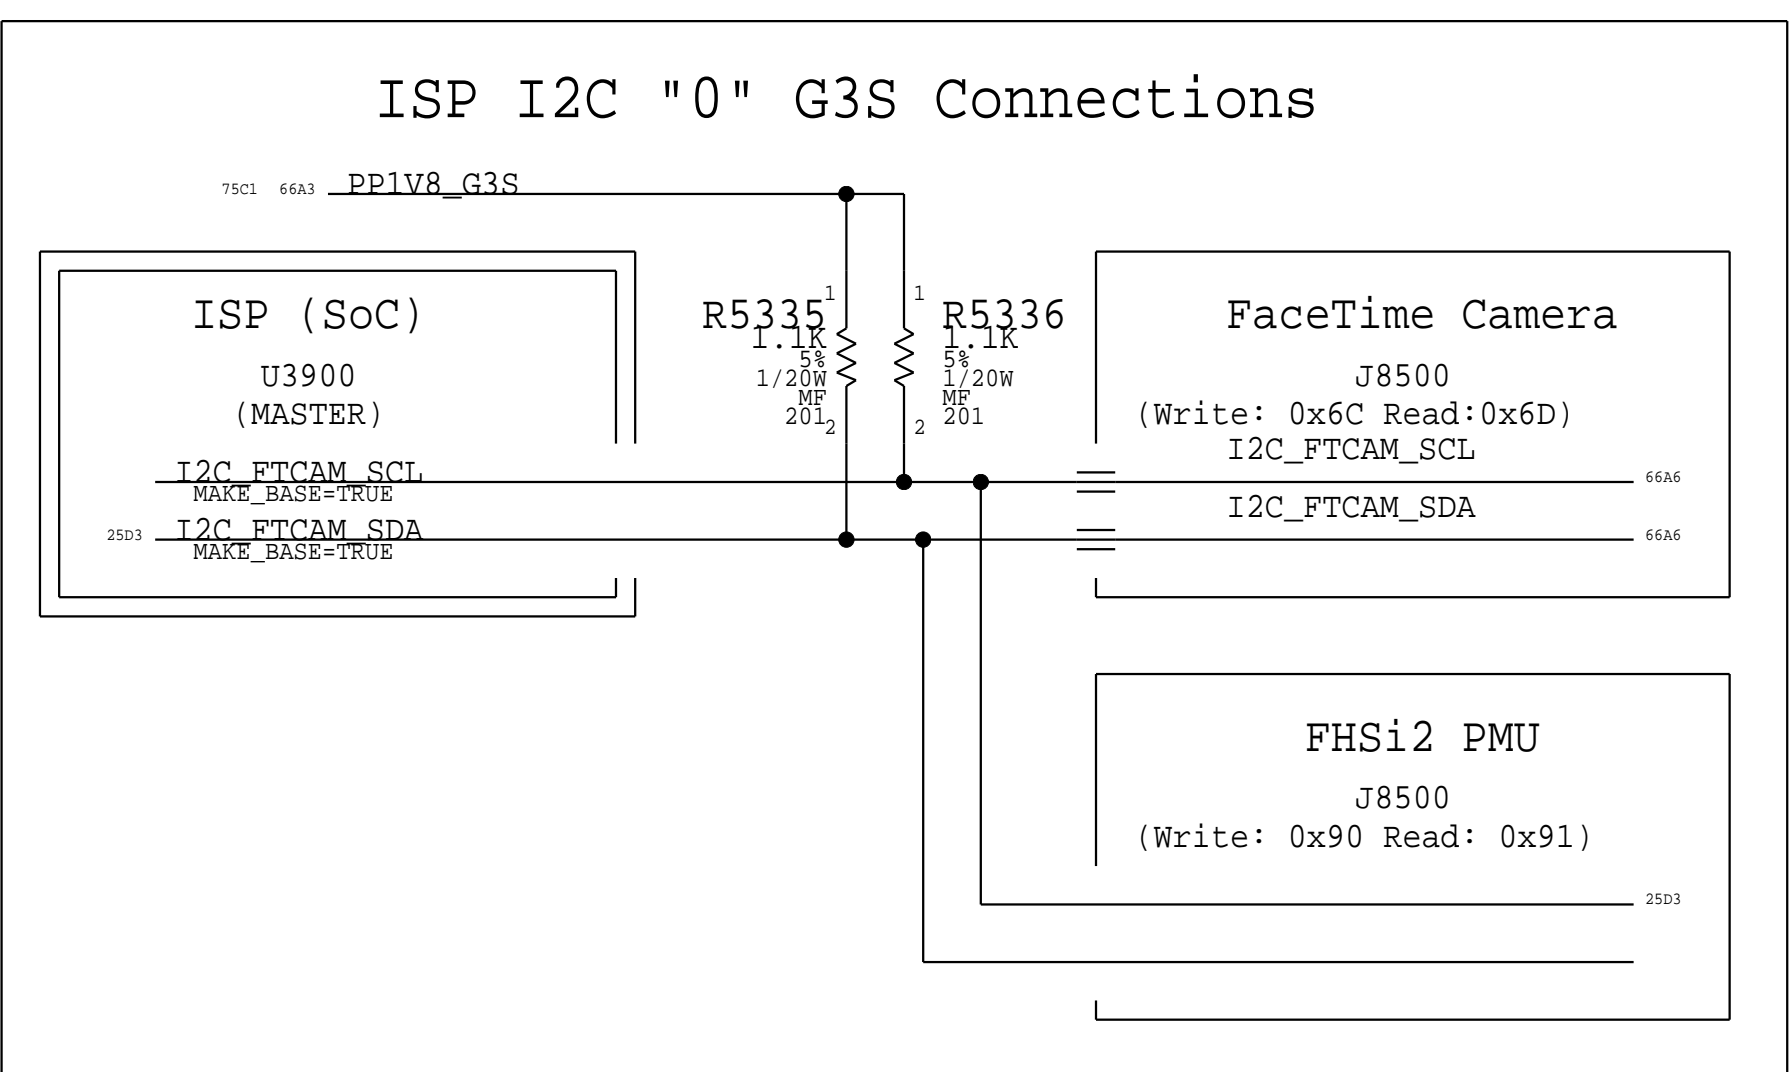 ISP I2C "0" G3S Connections
75C1 66A3 PP1V8_G3S
ISP (SoC)
U3900
(MASTER)
I2C_FTCAM_SCL
MAKE_BASE=TRUE
25D3 I2C_FTCAM_SDA
MAKE_BASE=TRUE
R5335
1
1.1K
5%
1/20W
MF
201
2
1
R5336
1.1K
5%
1/20W
MF
201
2
FaceTime Camera
J8500
(Write: 0x6C Read:0x6D)
I2C_FTCAM_SCL
66A6
I2C_FTCAM_SDA
66A6
FHSi2 PMU
J8500
(Write: 0x90 Read: 0x91)
25D3